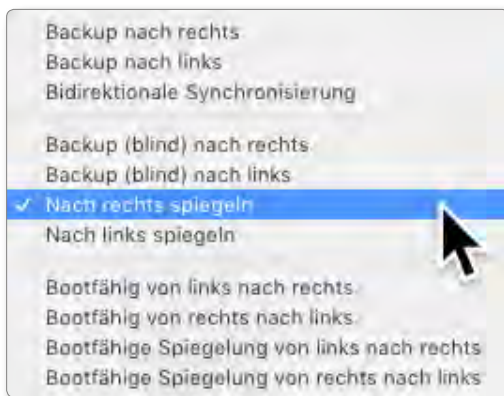 Backup nach rechts
Backup nach links
Bidirektionale Synchronisierung
Backup (blind) nach rechts
Backup (blind) nach links
✓ Nach rechts spiegeln
Nach links spiegeln
Bootfähig von links nach rechts
Bootfähig von rechts nach links
Bootfähige Spiegelung von links nach rechts
Bootfähige Spiegelung von rechts nach links